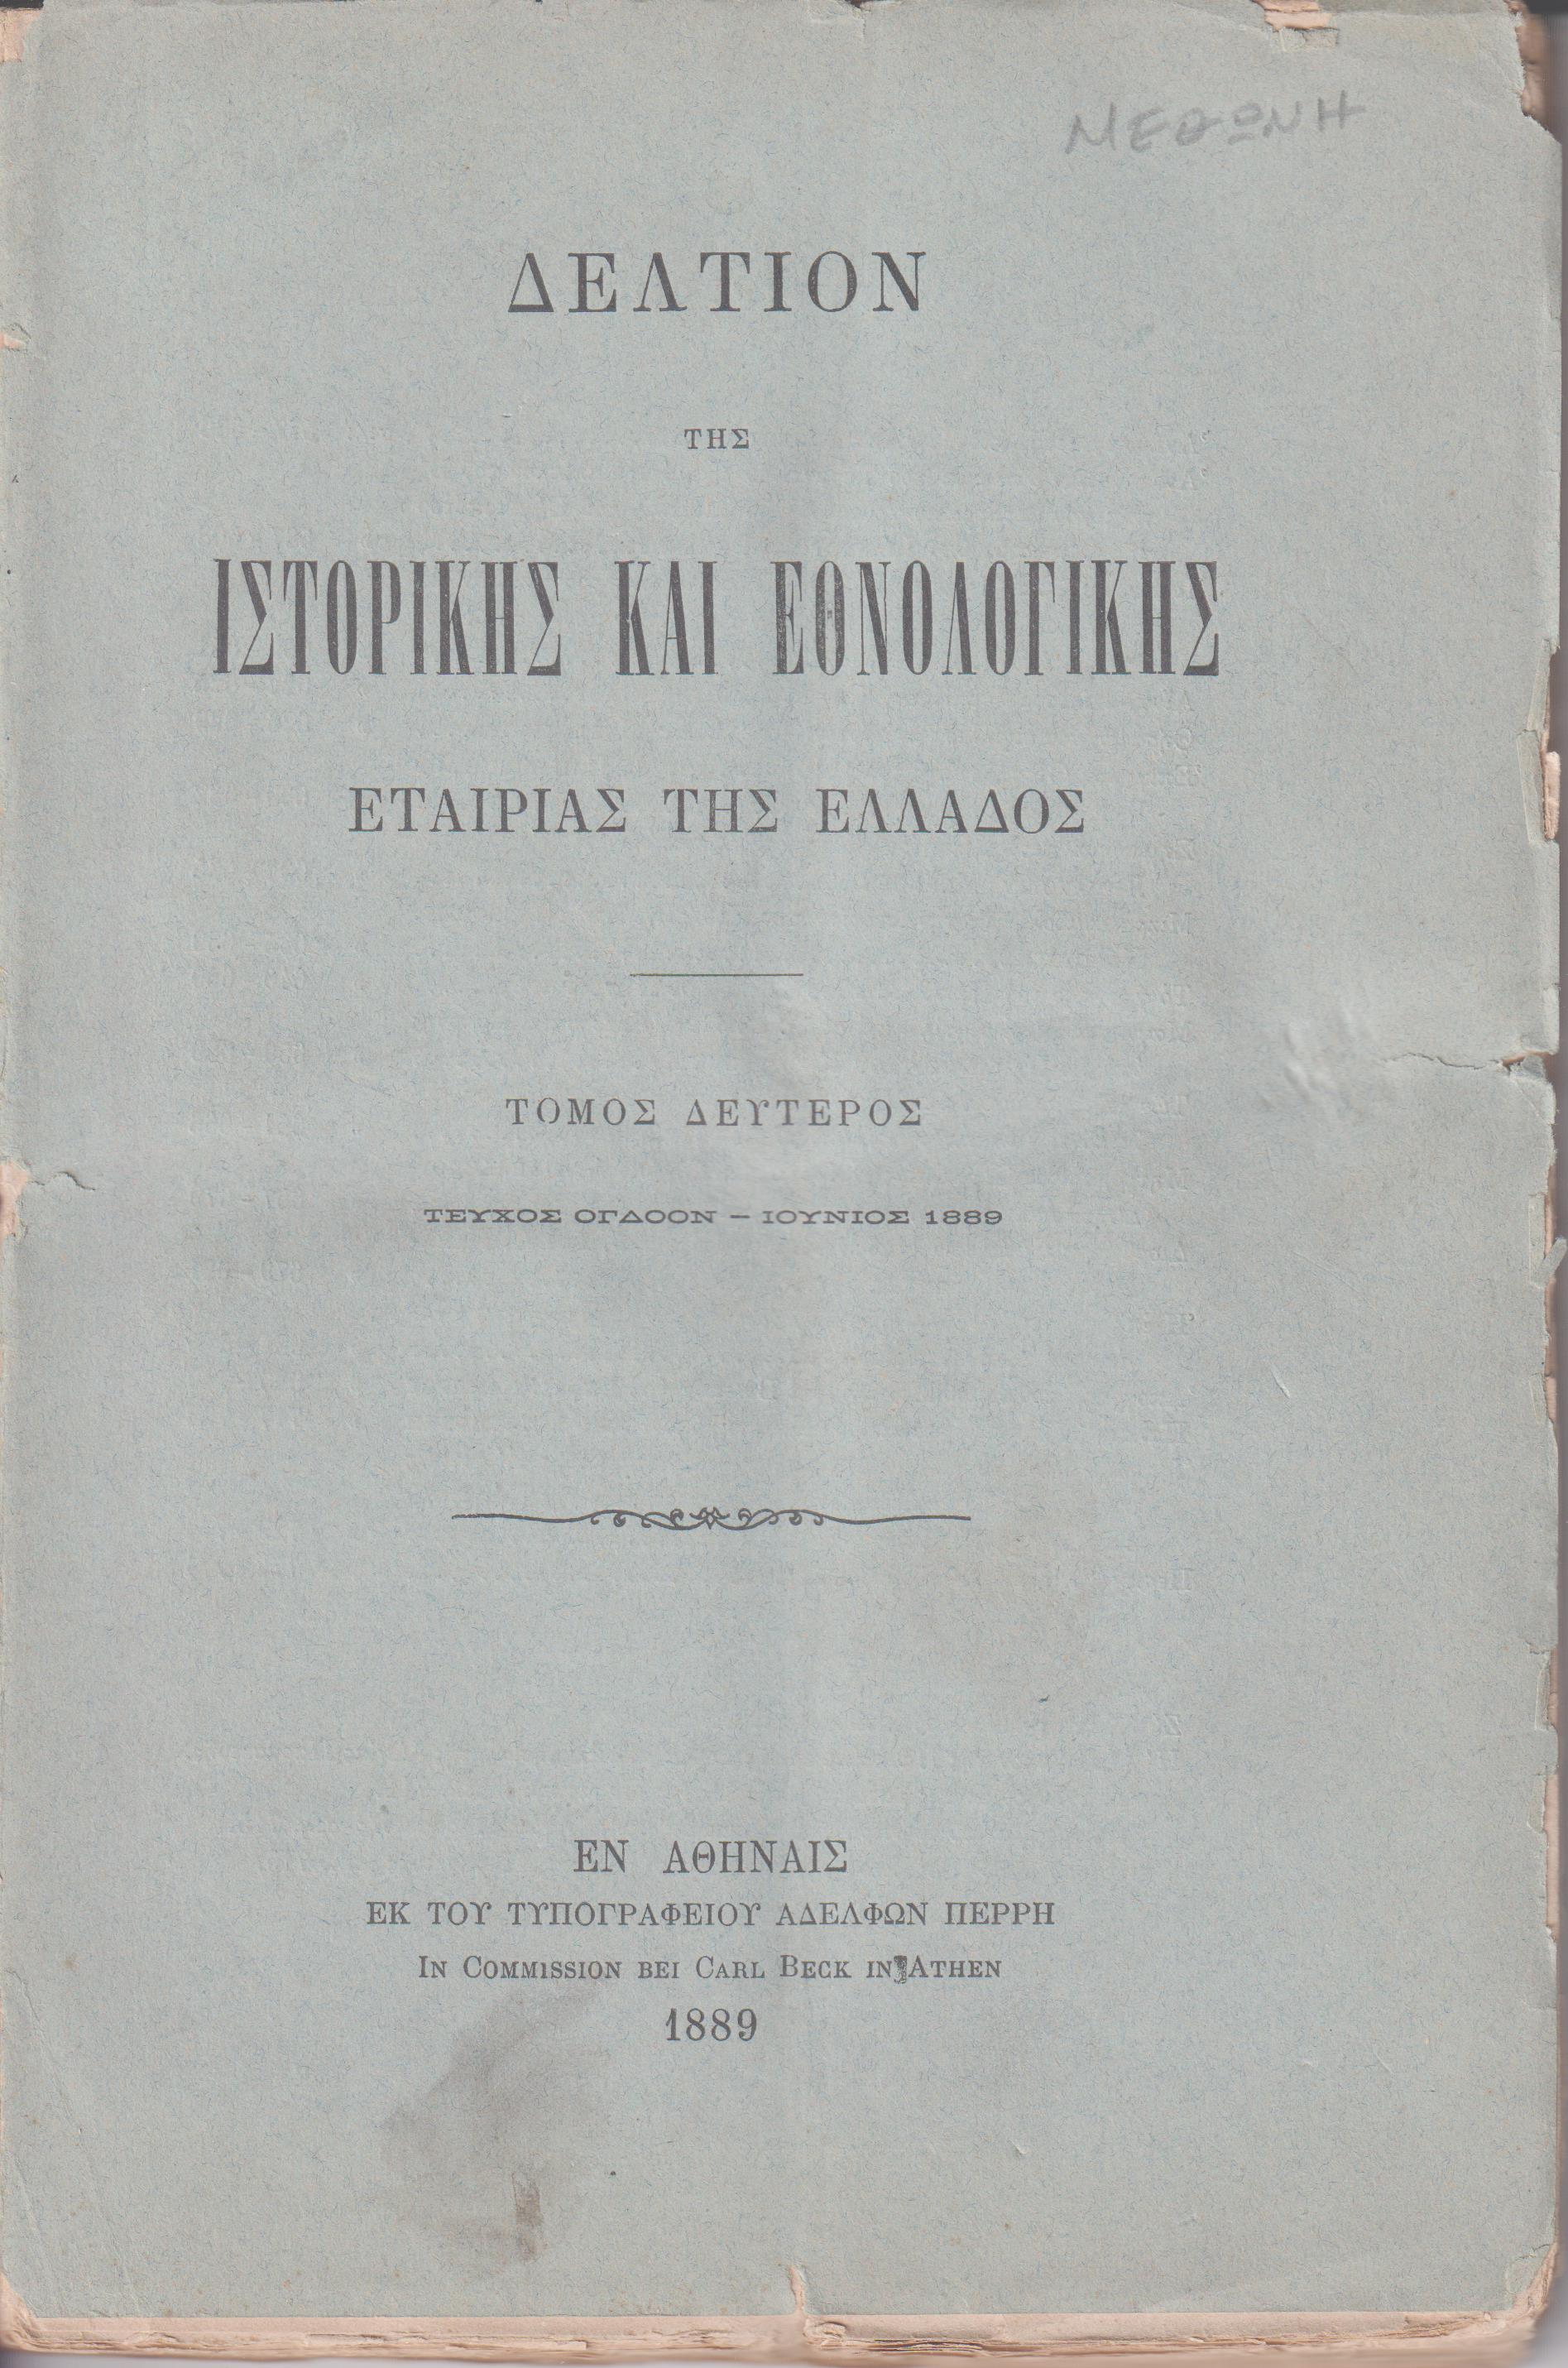 ΜΕΘΩΝΗ
ΔΕΛΤΙΟΝ
ΤΗΣ
ΙΣΤΟΡΙΚΗΣ ΚΑΙ ΕΘΝΟΛΟΓΙΚΗΣ
ΕΤΑΙΡΙΑΣ ΤΗΣ ΕΛΛΑΔΟΣ
ΤΟΜΟΣ ΔΕΥΤΕΡΟΣ
ΤΕΥΧΟΣ ΟΓΔΟΟΝ – ΙΟΥΝΙΟΣ 1889
ΕΝ ΑΘΗΝΑΙΣ
ΕΚ ΤΟΥ ΤΥΠΟΓΡΑΦΕΙΟΥ ΑΔΕΛΦΩΝ ΠΕΡΡΗ
In Commission bei Carl Beck in Athen
1889